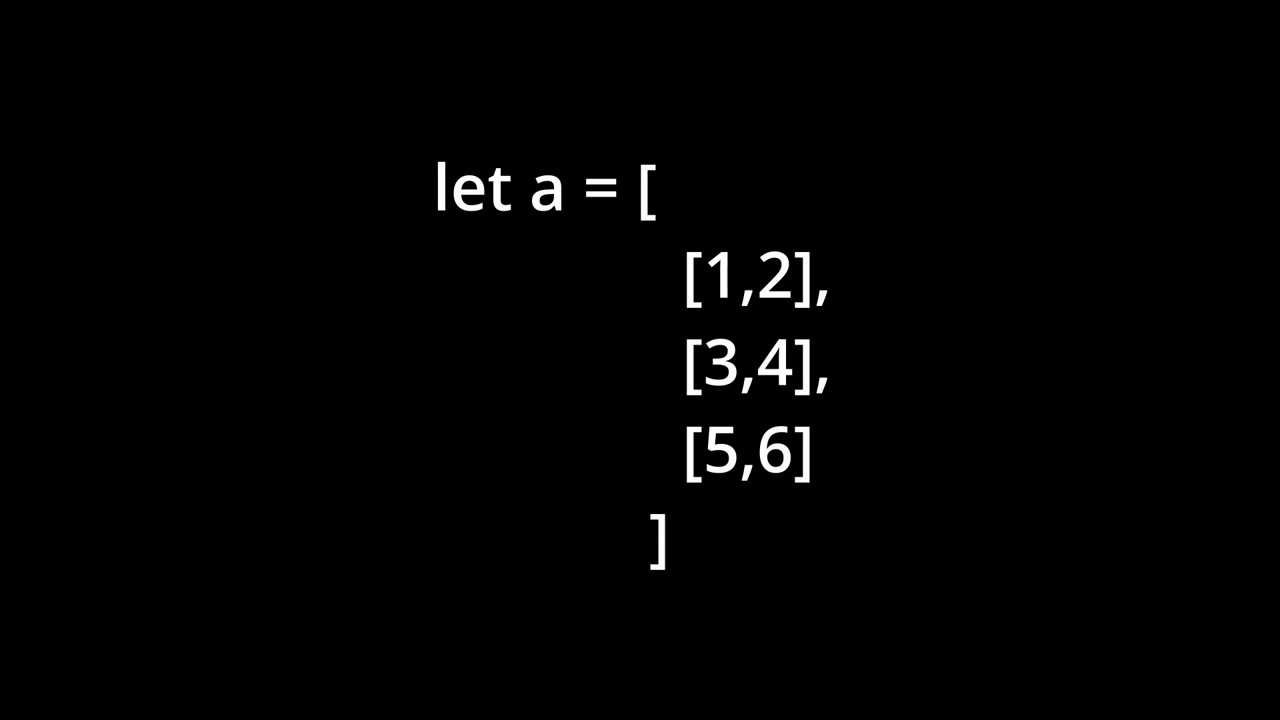 let a = [
[1,2],
[3,4],
[5,6]
]